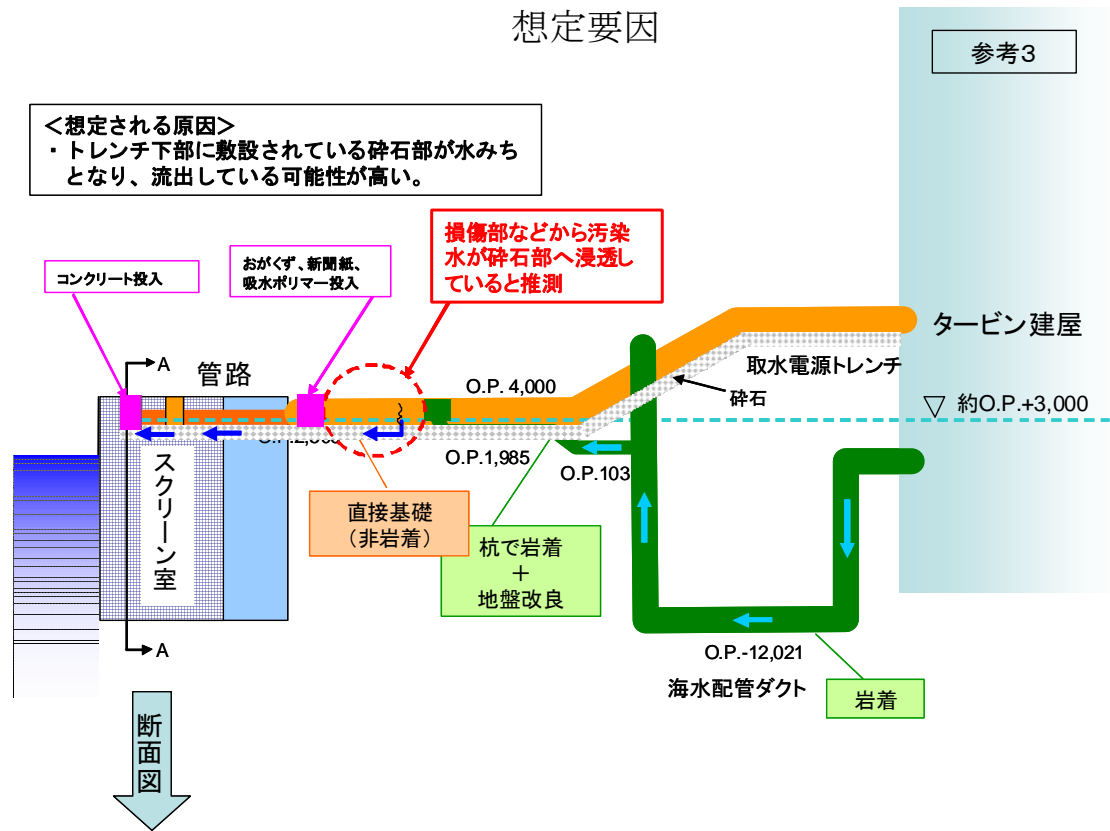 想定要因
参考3
＜想定される原因＞
・トレンチ下部に敷設されている砕石部が水みち
となり、流出している可能性が高い。
損傷部などから汚染
水が砕石部へ浸透し
ていると推測
コンクリート投入
おがくず、新聞紙、
吸水ポリマー投入
タービン建屋
取水電源トレンチ
砕石
A
管路
O.P. 4,000
▽ 約O.P.+3,000
O.P.1,985
O.P.103
スクリーン室
直接基礎
（非岩着）
杭で岩着
＋
地盤改良
A
O.P.-12,021
海水配管ダクト
岩着
断面図